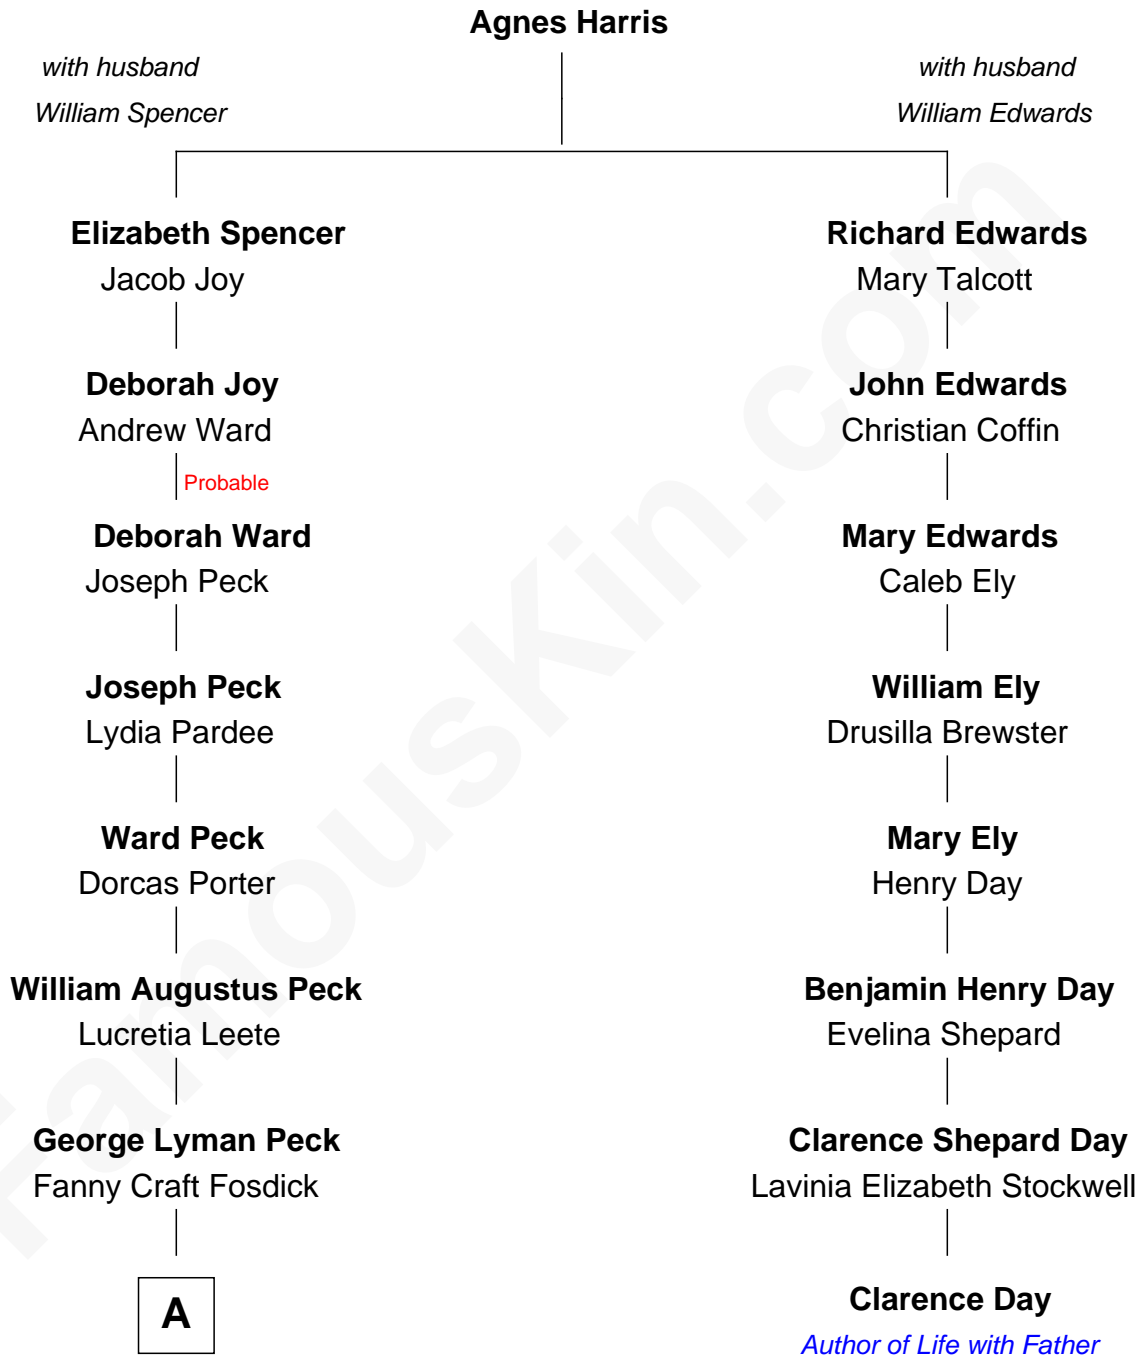 Agnes Harris
with husband
William Spencer
with husband
William Edwards
Elizabeth Spencer
Jacob Joy
Richard Edwards
Mary Talcott
Deborah Joy
Andrew Ward
John Edwards
Christian Coffin
Probable
Deborah Ward
Joseph Peck
Mary Edwards
Caleb Ely
Joseph Peck
Lydia Pardee
William Ely
Drusilla Brewster
Ward Peck
Dorcas Porter
Mary Ely
Henry Day
William Augustus Peck
Lucretia Leete
Benjamin Henry Day
Evelina Shepard
George Lyman Peck
Fanny Craft Fosdick
Clarence Shepard Day
Lavinia Elizabeth Stockwell
A
Clarence Day
Author of Life with Father
FamousKin.com